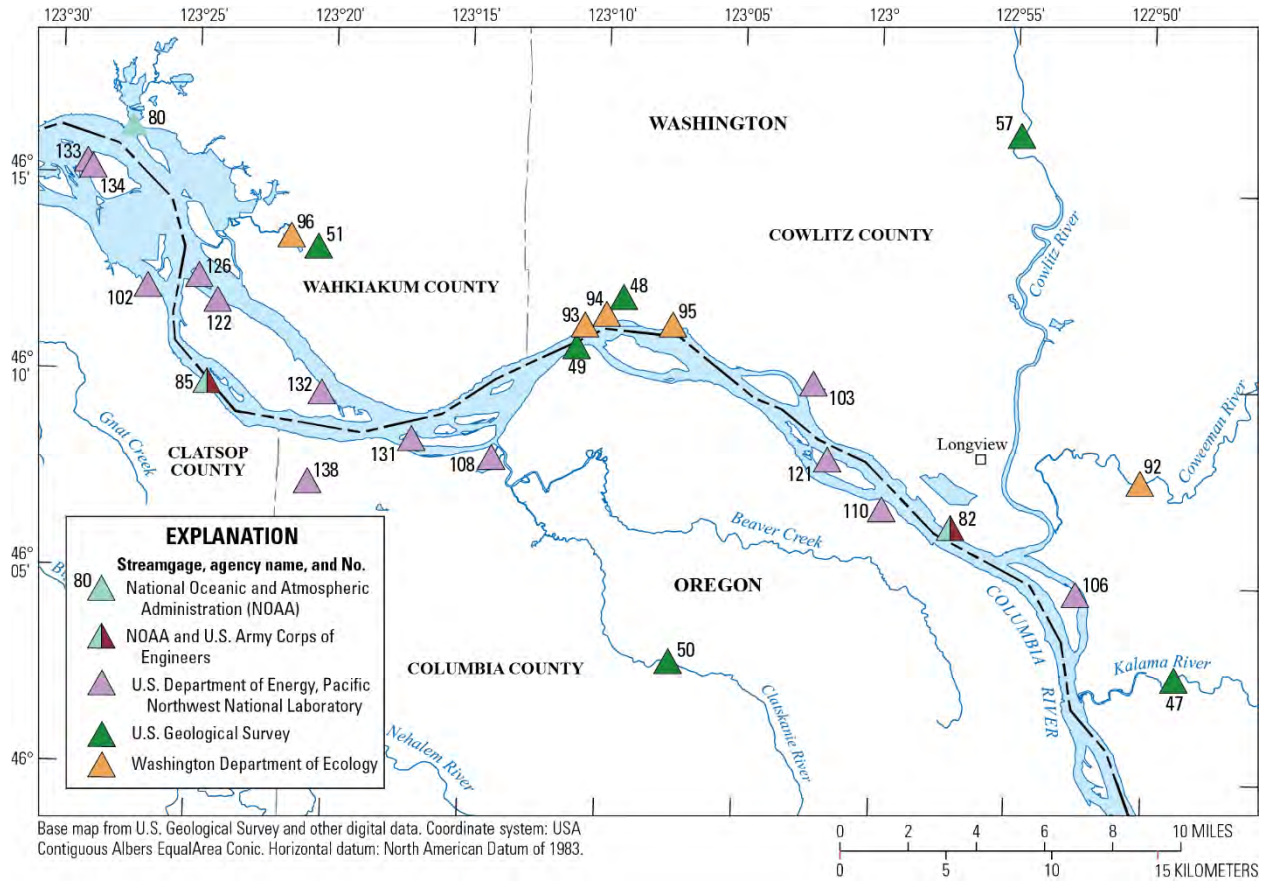 123°30' 123°25' 123°20' 123°15' 123°10' 123°05' 123° 122°55' 122°50'
80
WASHINGTON
57
133
46°
15'
134
Cowlitz River
96
51
COWLITZ COUNTY
126
WAHKIAKUM COUNTY
102
122
48
94
93
95
49
46°
10'
85
132
103
Gnat Creek
Coweeman River
Longview
CLATSOP
COUNTY
131
108
138
121
92
110
82
Beaver Creek
46°
05'
OREGON
106
COLUMBIA
RIVER
COLUMBIA COUNTY
50
Kalama River
47
Clatskanie River
Nehalem River
46°
EXPLANATION
Streamgage, agency name, and No.
80
National Oceanic and Atmospheric
Administration (NOAA)
NOAA and U.S. Army Corps of
Engineers
U.S. Department of Energy, Pacific
Northwest National Laboratory
U.S. Geological Survey
Washington Department of Ecology
Base map from U.S. Geological Survey and other digital data. Coordinate system: USA
Contiguous Albers EqualArea Conic. Horizontal datum: North American Datum of 1983.
0 2 4 6 8 10 MILES
0 5 10 15 KILOMETERS